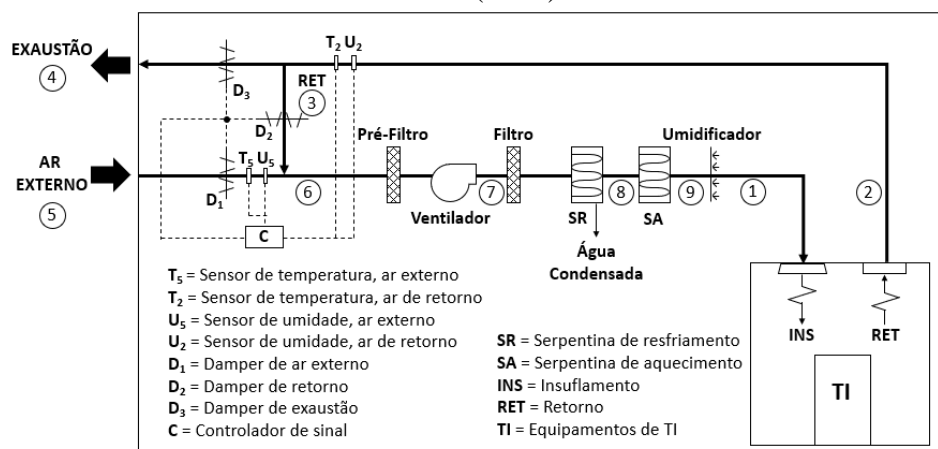 T₂ U₂
EXAUSTÃO
4
D₃
RET
3
D₂
Pré-Filtro
Filtro
Umidificador
AR
EXTERNO
5
T₅ U₅
D₁
6
7
8
9
1
2
Ventilador
SR
SA
C
Água
Condensada
T₅ = Sensor de temperatura, ar externo
T₂ = Sensor de temperatura, ar de retorno
U₅ = Sensor de umidade, ar externo
U₂ = Sensor de umidade, ar de retorno
D₁ = Damper de ar externo
D₂ = Damper de retorno
D₃ = Damper de exaustão
C = Controlador de sinal
SR = Serpentina de resfriamento
SA = Serpentina de aquecimento
INS = Insuflamento
RET = Retorno
TI = Equipamentos de TI
INS
RET
TI